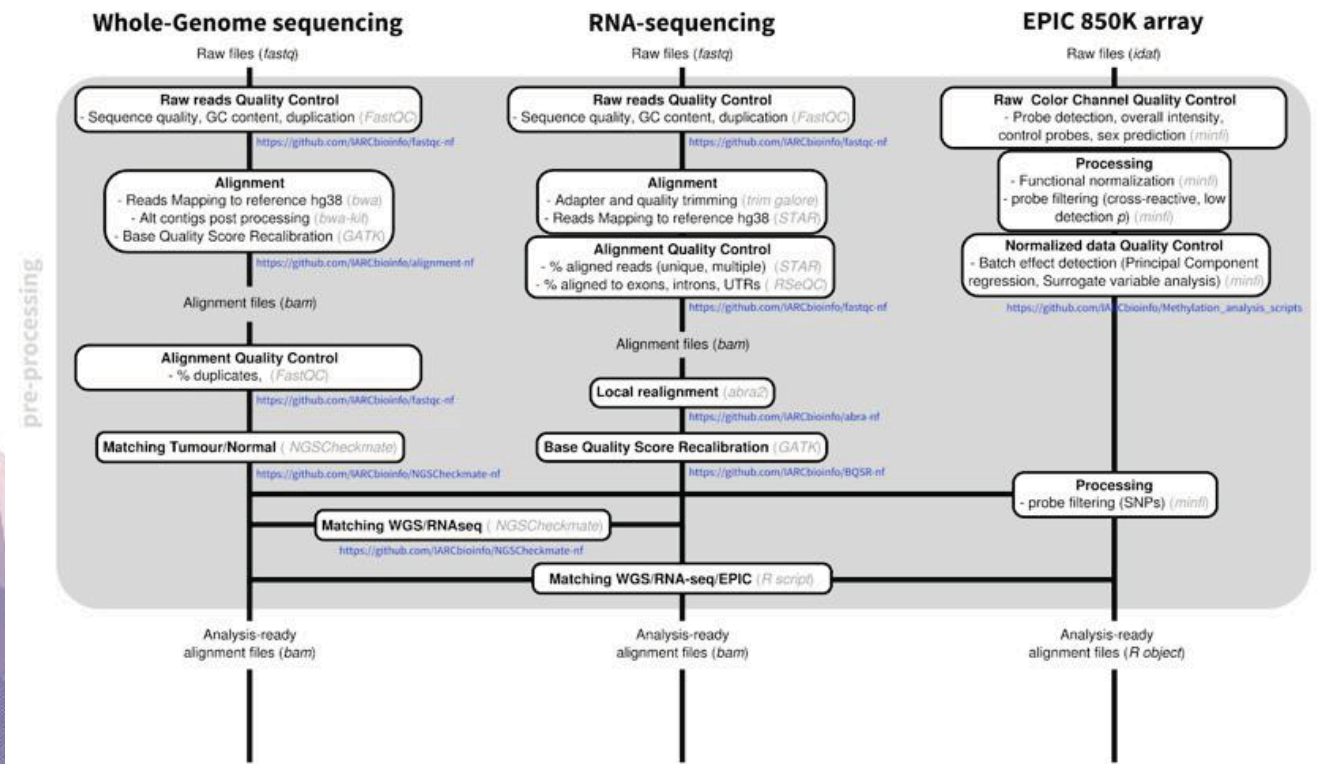 Whole-Genome sequencing
Raw files (fastq)
Raw reads Quality Control
- Sequence quality, GC content, duplication (FastQC)
https://github.com/IARCbioinfo/fastqc-nf
Alignment
- Reads Mapping to reference hg38 (bwa)
- Alt contigs post processing (bwa-kit)
- Base Quality Score Recalibration (GATK)
https://github.com/IARCbioinfo/alignment-nf
Alignment files (bam)
Alignment Quality Control
- % duplicates, (FastQC)
https://github.com/IARCbioinfo/fastqc-nf
Matching Tumour/Normal ( NGSCheckmate)
https://github.com/IARCbioinfo/NGSCheckmate-nf
RNA-sequencing
Raw files (fastq)
Raw reads Quality Control
- Sequence quality, GC content, duplication (FastQC)
https://github.com/IARCbioinfo/fastqc-nf
Alignment
- Adapter and quality trimming (trim galore)
- Reads Mapping to reference hg38 (STAR)
Alignment Quality Control
- % aligned reads (unique, multiple) (STAR)
- % aligned to exons, introns, UTRs ( RSeQC)
https://github.com/IARCbioinfo/fastqc-nf
Alignment files (bam)
Local realignment (abra2)
https://github.com/IARCbioinfo/abra-nf
Base Quality Score Recalibration (GATK)
https://github.com/IARCbioinfo/BQSR-nf
EPIC 850K array
Raw files (idat)
Raw Color Channel Quality Control
- Probe detection, overall intensity,
control probes, sex prediction (minfi)
Processing
- Functional normalization (minfi)
- probe filtering (cross-reactive, low
detection p) (minfi)
Normalized data Quality Control
- Batch effect detection (Principal Component
regression, Surrogate variable analysis) (minfi)
https://github.com/IARCbioinfo/Methylation_analysis_scripts
Processing
- probe filtering (SNPs) (minfi)
Matching WGS/RNAseq ( NGSCheckmate)
https://github.com/IARCbioinfo/NGSCheckmate-nf
Matching WGS/RNA-seq/EPIC (R script)
pre-processing
Analysis-ready
alignment files (bam)
Analysis-ready
alignment files (bam)
Analysis-ready
alignment files (R object)